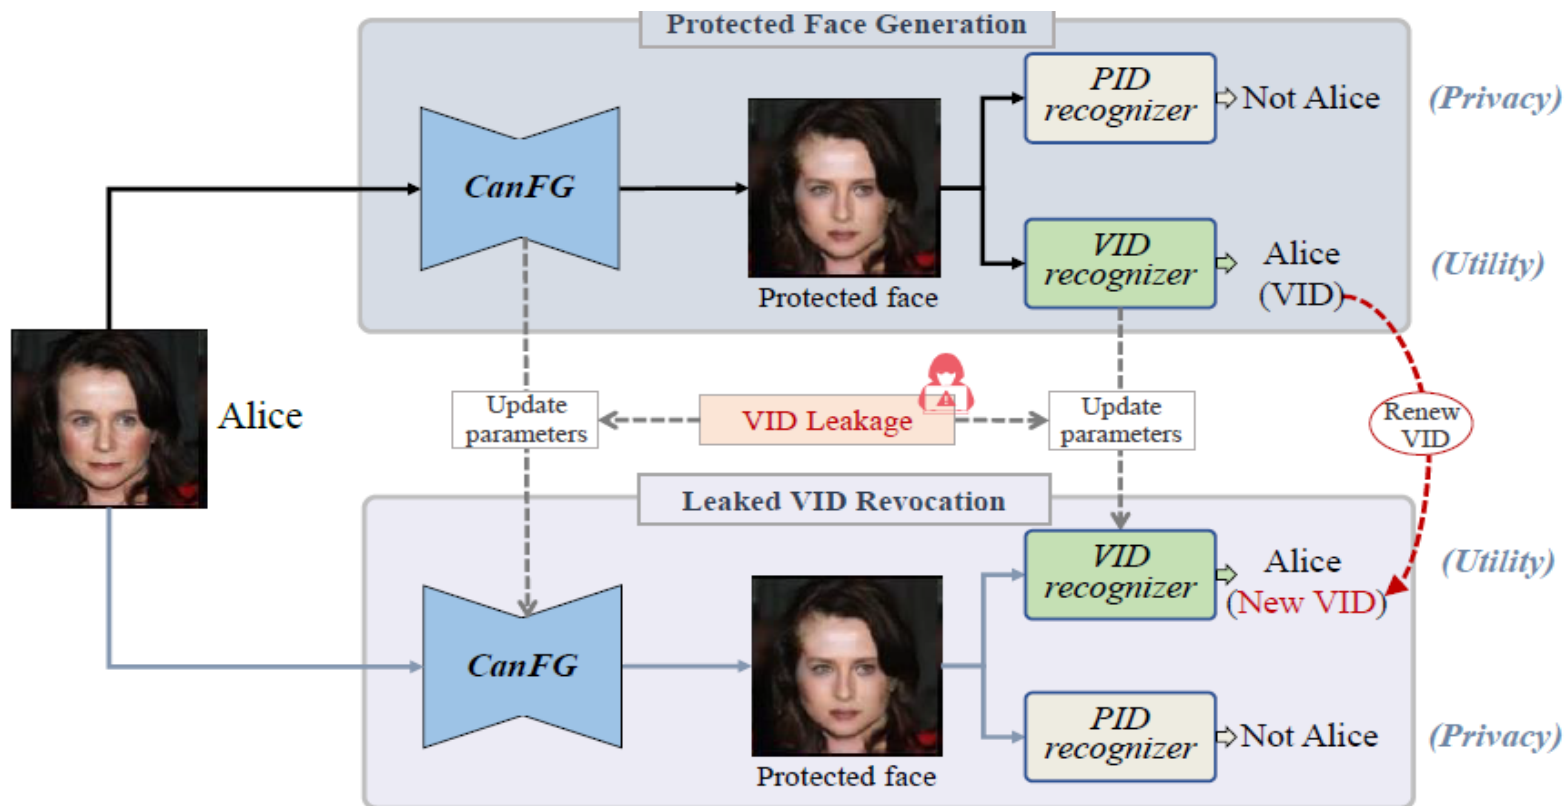 Protected Face Generation
PID
recognizer
Not Alice
(Privacy)
CanFG
Protected face
VID
recognizer
Alice
(VID)
(Utility)
Alice
Update
parameters
VID Leakage
Update
parameters
Renew
VID
Leaked VID Revocation
VID
recognizer
Alice
(New VID)
(Utility)
CanFG
Protected face
PID
recognizer
Not Alice
(Privacy)